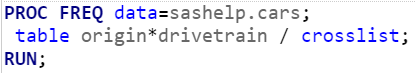 PROC FREQ data=sashelp.cars;
table origin*drivetrain / crosslist;
RUN;